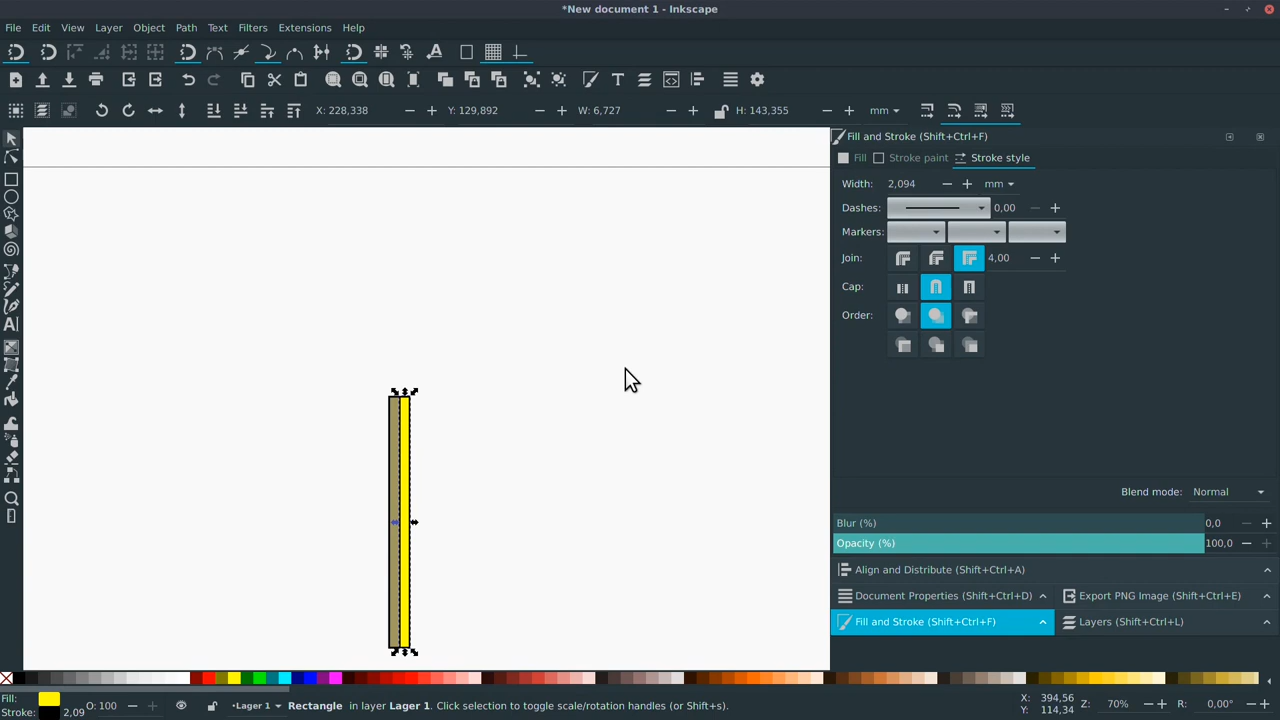 *New document 1 - Inkscape
File Edit View Layer Object Path Text Filters Extensions Help
X: 228,338 Y: 129,892 W: 6,727 H: 143,355 mm
Fill and Stroke (Shift+Ctrl+F)
Fill Stroke paint Stroke style
Width: 2,094 mm
Dashes: 0,00
Markers:
Join: 4,00
Cap:
Order:
Blend mode: Normal
Blur (%) 0,0
Opacity (%) 100,0
Align and Distribute (Shift+Ctrl+A)
Document Properties (Shift+Ctrl+D) Export PNG Image (Shift+Ctrl+E)
Fill and Stroke (Shift+Ctrl+F) Layers (Shift+Ctrl+L)
Fill: O: 100 Layer 1 Rectangle in layer Layer 1. Click selection to toggle scale/rotation handles (or Shift+s). X: 394,56 Z: 70% R: 0,00°
Stroke: 2,09 Y: 114,34